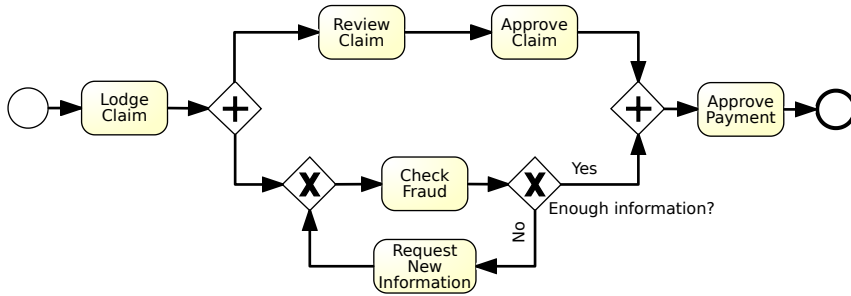 Review
Claim
Approve
Claim
Lodge
Claim
Approve
Payment
Check
Fraud
Yes
Enough information?
No
Request
New
Information